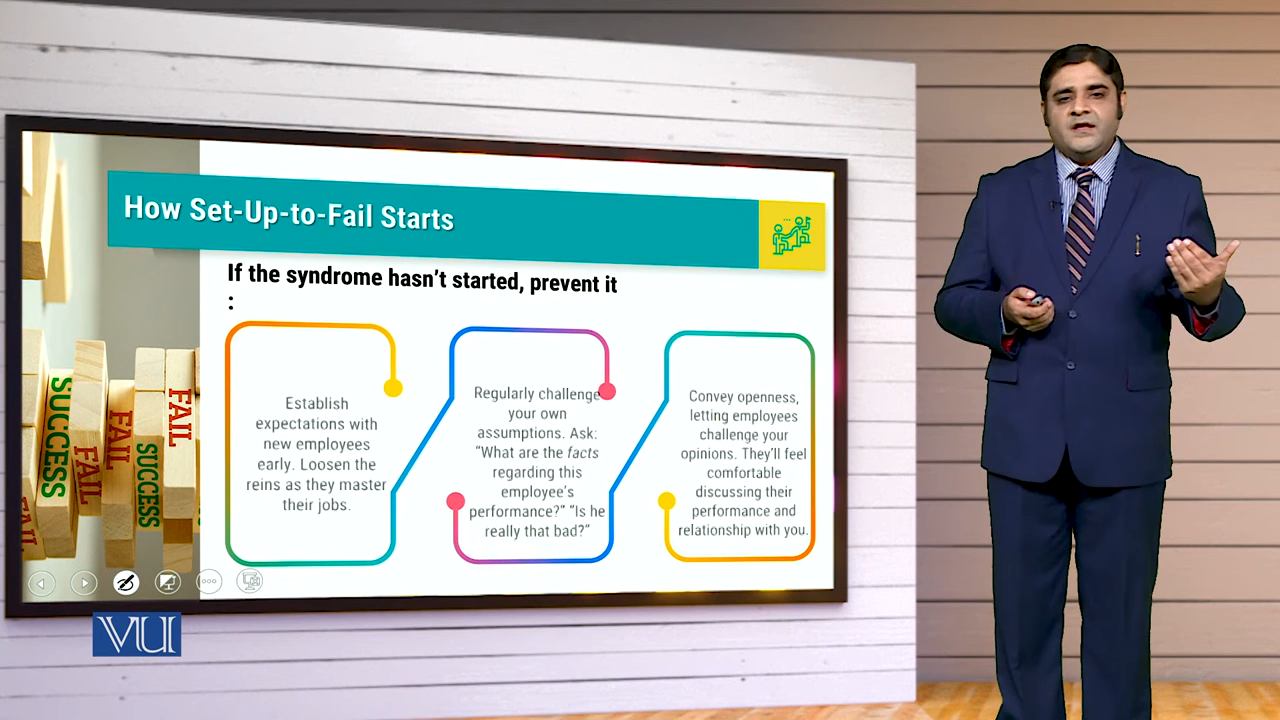 How Set-Up-to-Fail Starts
If the syndrome hasn't started, prevent it
:
Establish
expectations with
new employees
early. Loosen the
reins as they master
their jobs.
Regularly challenge
your own
assumptions. Ask:
"What are the facts
regarding this
employee's
performance?" "Is he
really that bad?"
Convey openness,
letting employees
challenge your
opinions. They'll feel
comfortable
discussing their
performance and
relationship with you.
FAIL
SUCCESS
FAIL
FAIL
SUCCESS
FAIL
VU